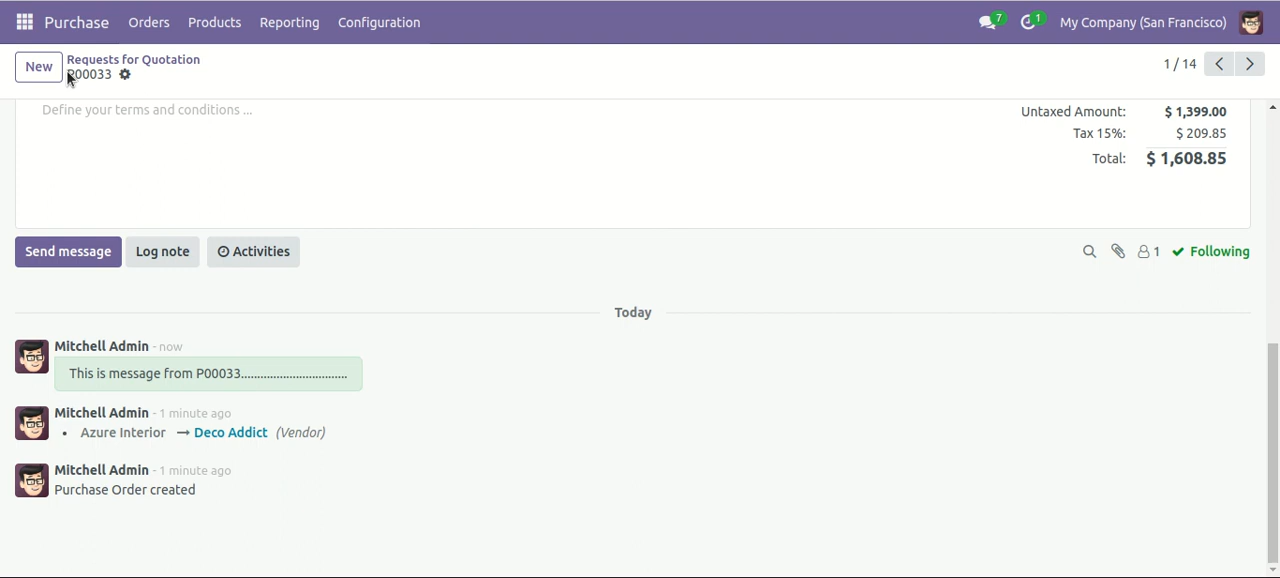 Purchase Orders Products Reporting Configuration 7 1 My Company (San Francisco)
New Requests for Quotation
P00033 1 / 14
Define your terms and conditions ... Untaxed Amount: $ 1,399.00
Tax 15%: $ 209.85
Total: $ 1,608.85
Send message Log note Activities 1 Following
Today
Mitchell Admin - now
This is message from P00033.................................
Mitchell Admin - 1 minute ago
• Azure Interior → Deco Addict (Vendor)
Mitchell Admin - 1 minute ago
Purchase Order created